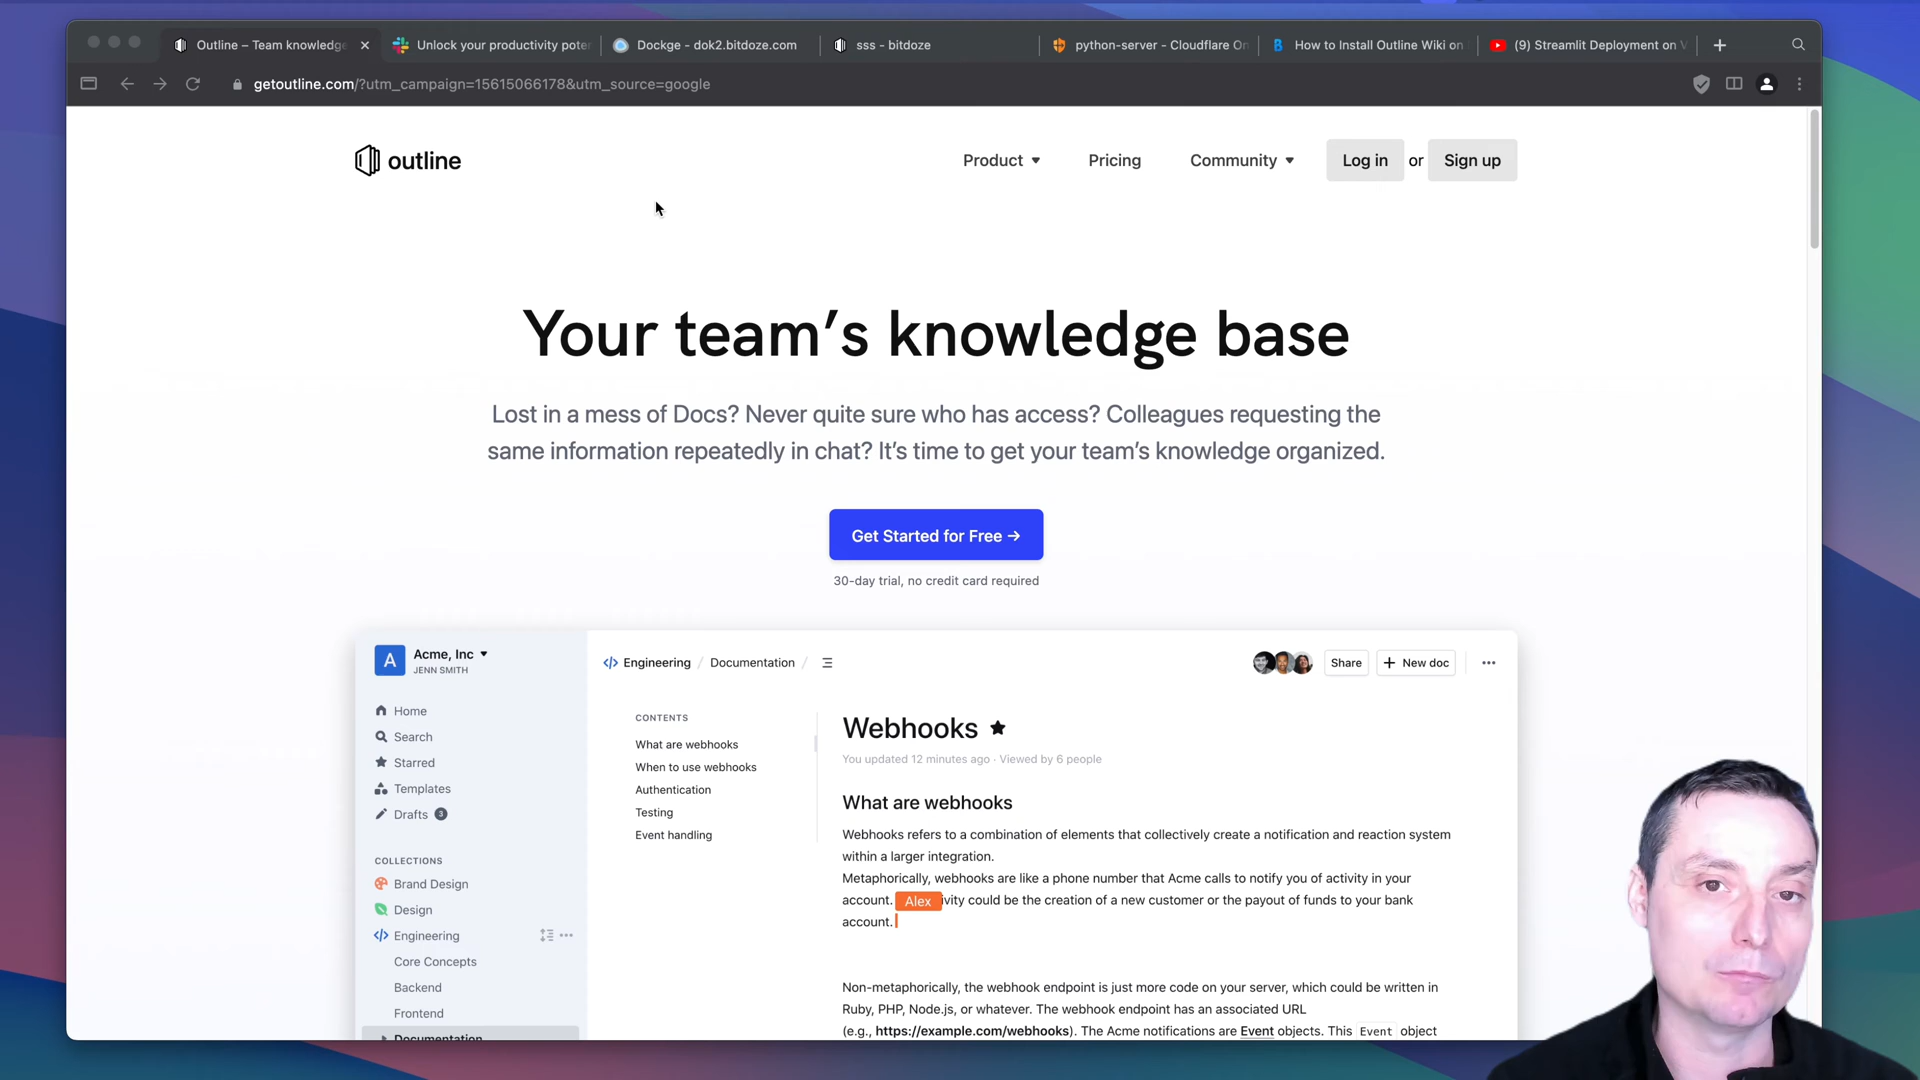 Outline – Team knowledge
Unlock your productivity poter
Dockge - dok2.bitdoze.com
sss - bitdoze
python-server - Cloudflare On
How to Install Outline Wiki on
(9) Streamlit Deployment on V
getoutline.com/?utm_campaign=15615066178&utm_source=google
outline
Product
Pricing
Community
Log in or Sign up
Your team’s knowledge base
Lost in a mess of Docs? Never quite sure who has access? Colleagues requesting the
same information repeatedly in chat? It’s time to get your team’s knowledge organized.
Get Started for Free →
30-day trial, no credit card required
A
Acme, Inc
JENN SMITH
Home
Search
Starred
Templates
Drafts 3
COLLECTIONS
Brand Design
Design
Engineering
Core Concepts
Backend
Frontend
Documentation
Engineering / Documentation /
Share
+ New doc
CONTENTS
What are webhooks
When to use webhooks
Authentication
Testing
Event handling
Webhooks ★
You updated 12 minutes ago · Viewed by 6 people
What are webhooks
Webhooks refers to a combination of elements that collectively create a notification and reaction system
within a larger integration.
Metaphorically, webhooks are like a phone number that Acme calls to notify you of activity in your
account. Alex ivity could be the creation of a new customer or the payout of funds to your bank
account.
Non-metaphorically, the webhook endpoint is just more code on your server, which could be written in
Ruby, PHP, Node.js, or whatever. The webhook endpoint has an associated URL
(e.g., https://example.com/webhooks). The Acme notifications are Event objects. This Event object